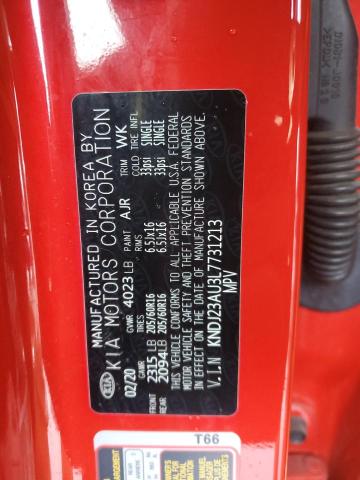 MANUFACTURED IN KOREA BY
KIA MOTORS CORPORATION
KIA
02/20 GVWR 4023 LB PAINT AJR TRIM WK
GAWR TIRES RIMS COLD TIRE INFL
FRONT 2335 LB 205/60R16 6.5Jx16 33psi SINGLE
REAR 2094 LB 205/60R16 6.5Jx16 33psi SINGLE
THIS VEHICLE CONFORMS TO ALL APPLICABLE U.S.A. FEDERAL
MOTOR VEHICLE SAFETY AND THEFT PREVENTION STANDARDS
IN EFFECT ON THE DATE OF MANUFACTURE SHOWN ABOVE.
V.I.N KNDJ23AU3L7731213
MPV
T66